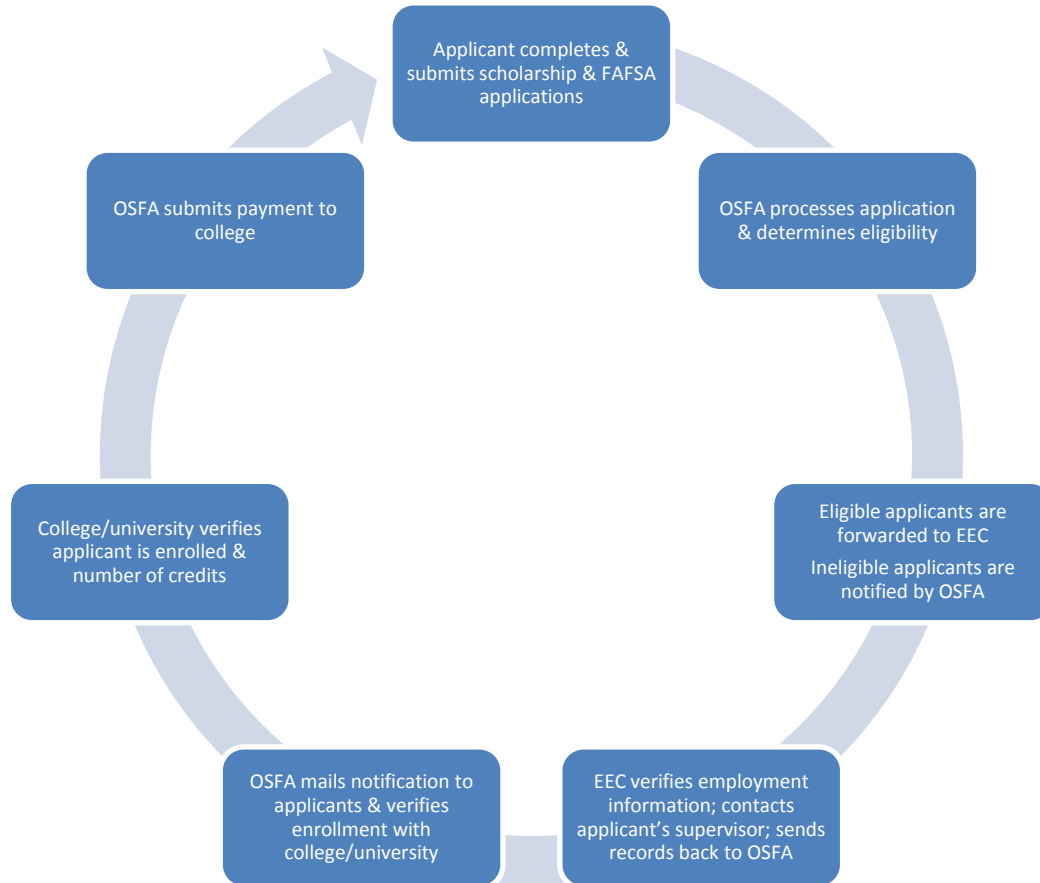 Applicant completes &
submits scholarship & FAFSA
applications
OSFA processes application
& determines eligibility
Eligible applicants are
forwarded to EEC
Ineligible applicants are
notified by OSFA
EEC verifies employment
information; contacts
applicant’s supervisor; sends
records back to OSFA
OSFA mails notification to
applicants & verifies
enrollment with
college/university
College/university verifies
applicant is enrolled &
number of credits
OSFA submits payment to
college